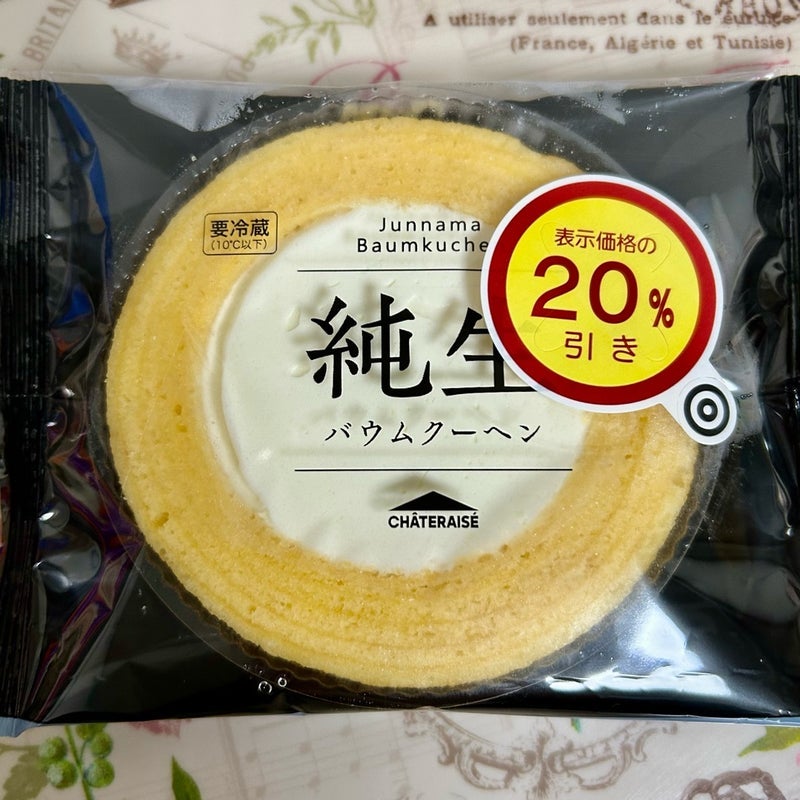 BRITAIN
A utiliser seulement dans le
(France, Algérie et Tunisie)
要冷蔵
(10℃以下)
Junnama
Baumkuche
純生
バウムクーヘン
CHÂTERAISÉ
表示価格の
20%
引き